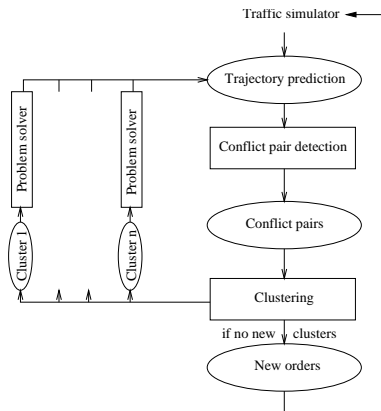 Traffic simulator
Trajectory prediction
Problem solver
Problem solver
Conflict pair detection
Conflict pairs
Cluster 1
Cluster n
Clustering
if no new clusters
New orders